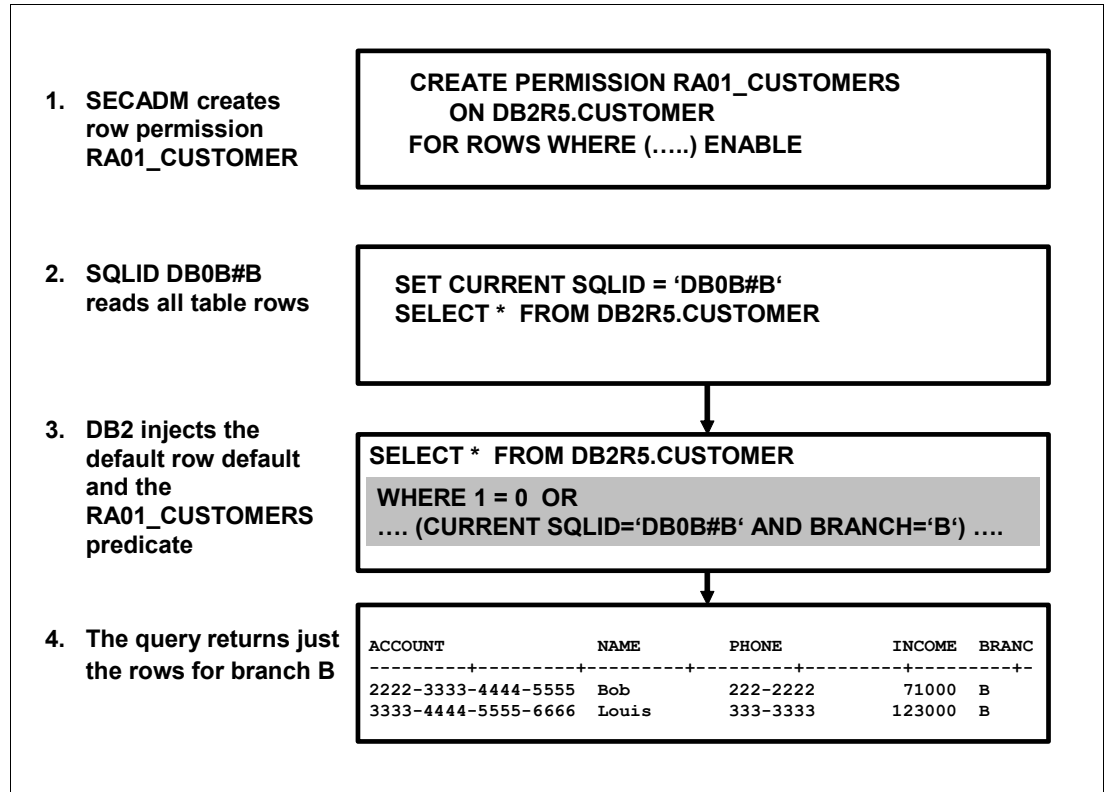 1. SECADM creates
row permission
RA01_CUSTOMER
CREATE PERMISSION RA01_CUSTOMERS
ON DB2R5.CUSTOMER
FOR ROWS WHERE (…..) ENABLE
2. SQLID DB0B#B
reads all table rows
SET CURRENT SQLID = ‘DB0B#B‘
SELECT * FROM DB2R5.CUSTOMER
3. DB2 injects the
default row default
and the
RA01_CUSTOMERS
predicate
SELECT * FROM DB2R5.CUSTOMER
WHERE 1 = 0 OR
…. (CURRENT SQLID=‘DB0B#B‘ AND BRANCH=‘B‘) ….
4. The query returns just
the rows for branch B
ACCOUNT NAME PHONE INCOME BRANC
---------+---------+---------+---------+---------+---------+-
2222-3333-4444-5555 Bob 222-2222 71000 B
3333-4444-5555-6666 Louis 333-3333 123000 B